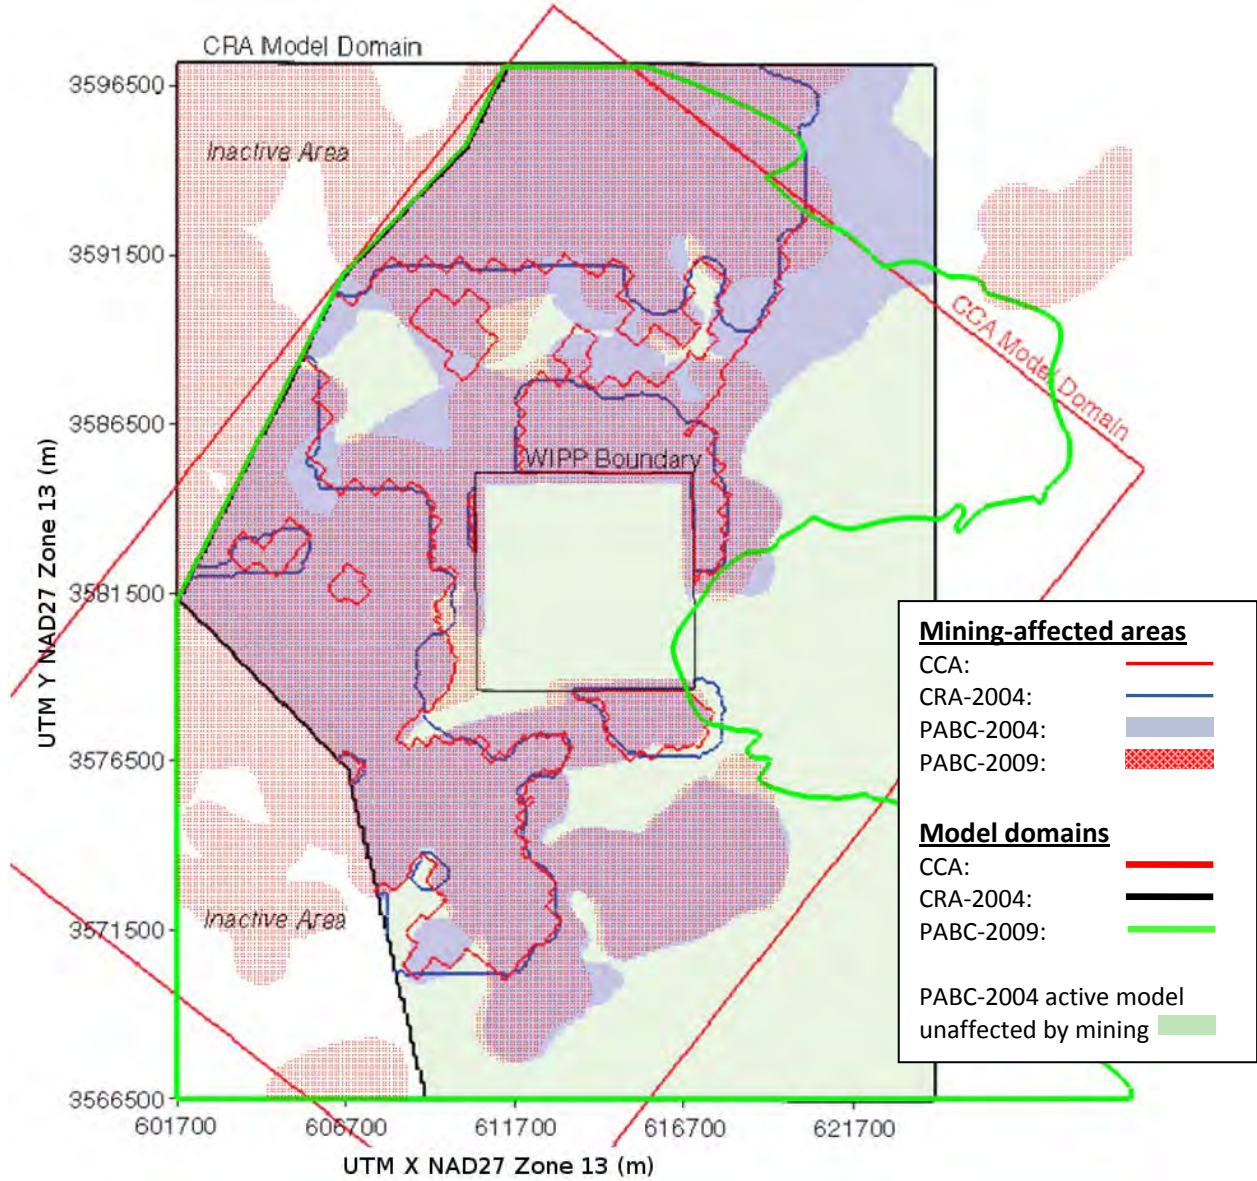 CRA Model Domain
3596500
Inactive Area
3591500
CCA Model Domain
3586500
WIPP Boundary
UTM Y NAD27 Zone 13 (m)
3581500
Mining-affected areas
CCA:
CRA-2004:
PABC-2004:
PABC-2009:
3576500
Model domains
CCA:
CRA-2004:
PABC-2009:
Inactive Area
3571500
PABC-2004 active model
unaffected by mining
3566500
601700 606700 611700 616700 621700
UTM X NAD27 Zone 13 (m)